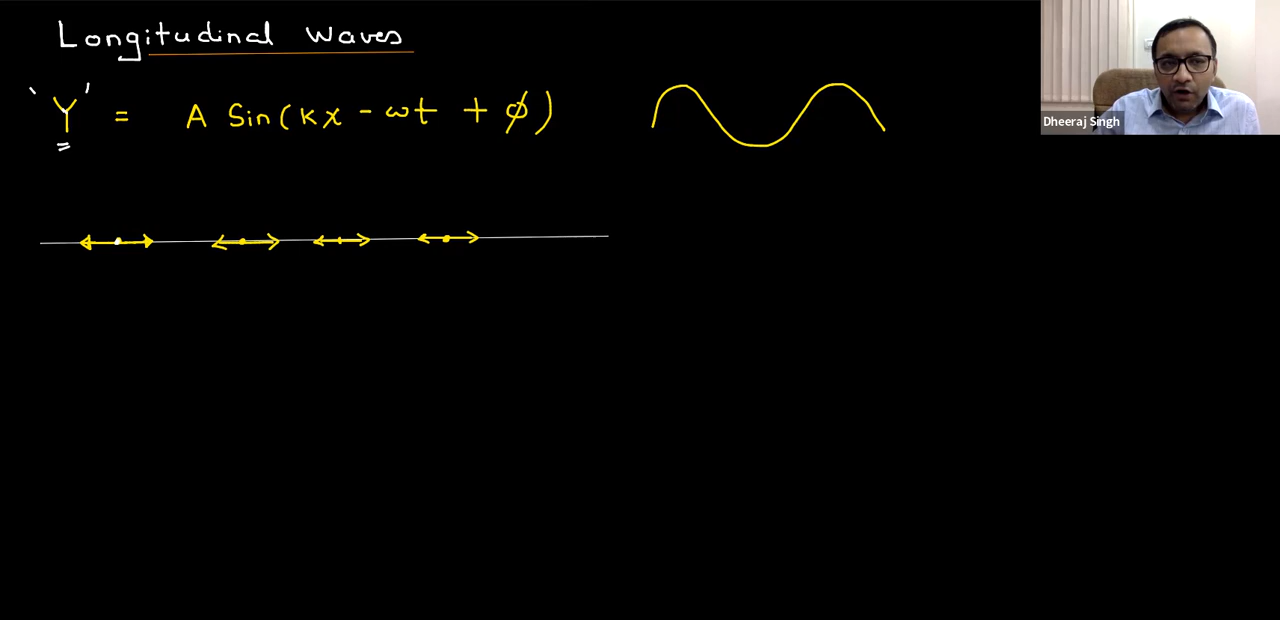 Longitudinal Waves
'Y' = A Sin(kx - ωt + φ)
Dheeraj Singh